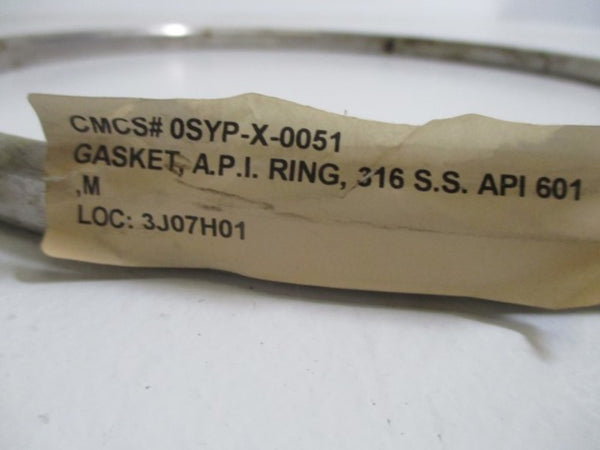 CMCS# 0SYP-X-0051
GASKET, A.P.I. RING, 316 S.S. API 601
,M
LOC: 3J07H01